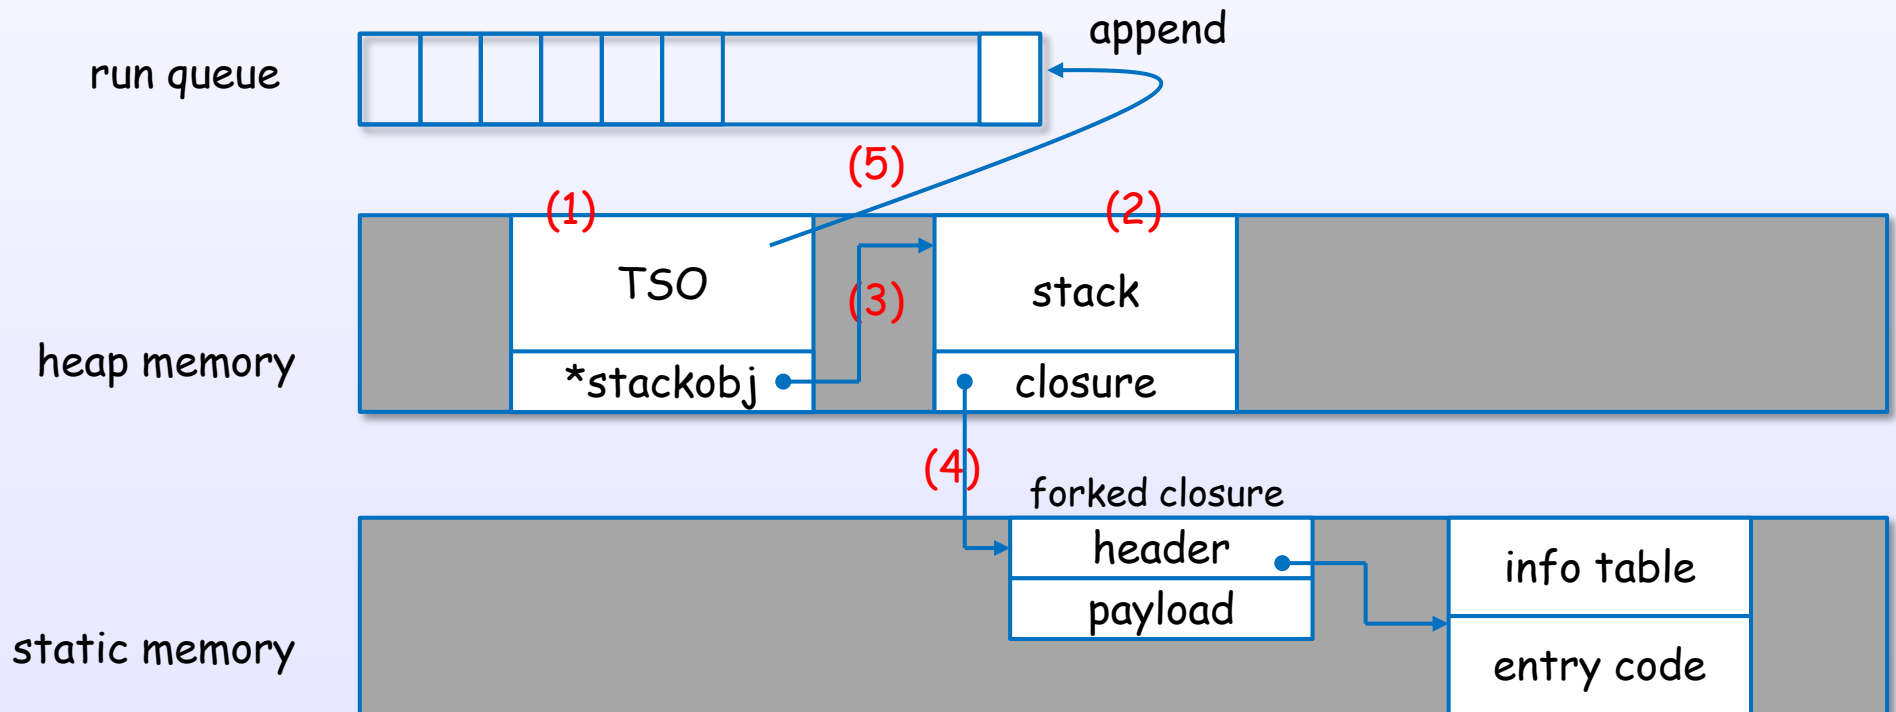 append
run queue
(5)
(1)
(2)
TSO
stack
(3)
heap memory
*stackobj
closure
(4)
forked closure
header
info table
payload
static memory
entry code